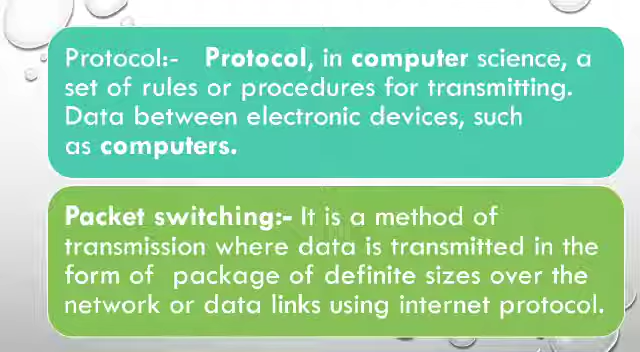 Protocol:- Protocol, in computer science, a
set of rules or procedures for transmitting.
Data between electronic devices, such
as computers.
Packet switching:- It is a method of
transmission where data is transmitted in the
form of package of definite sizes over the
network or data links using internet protocol.